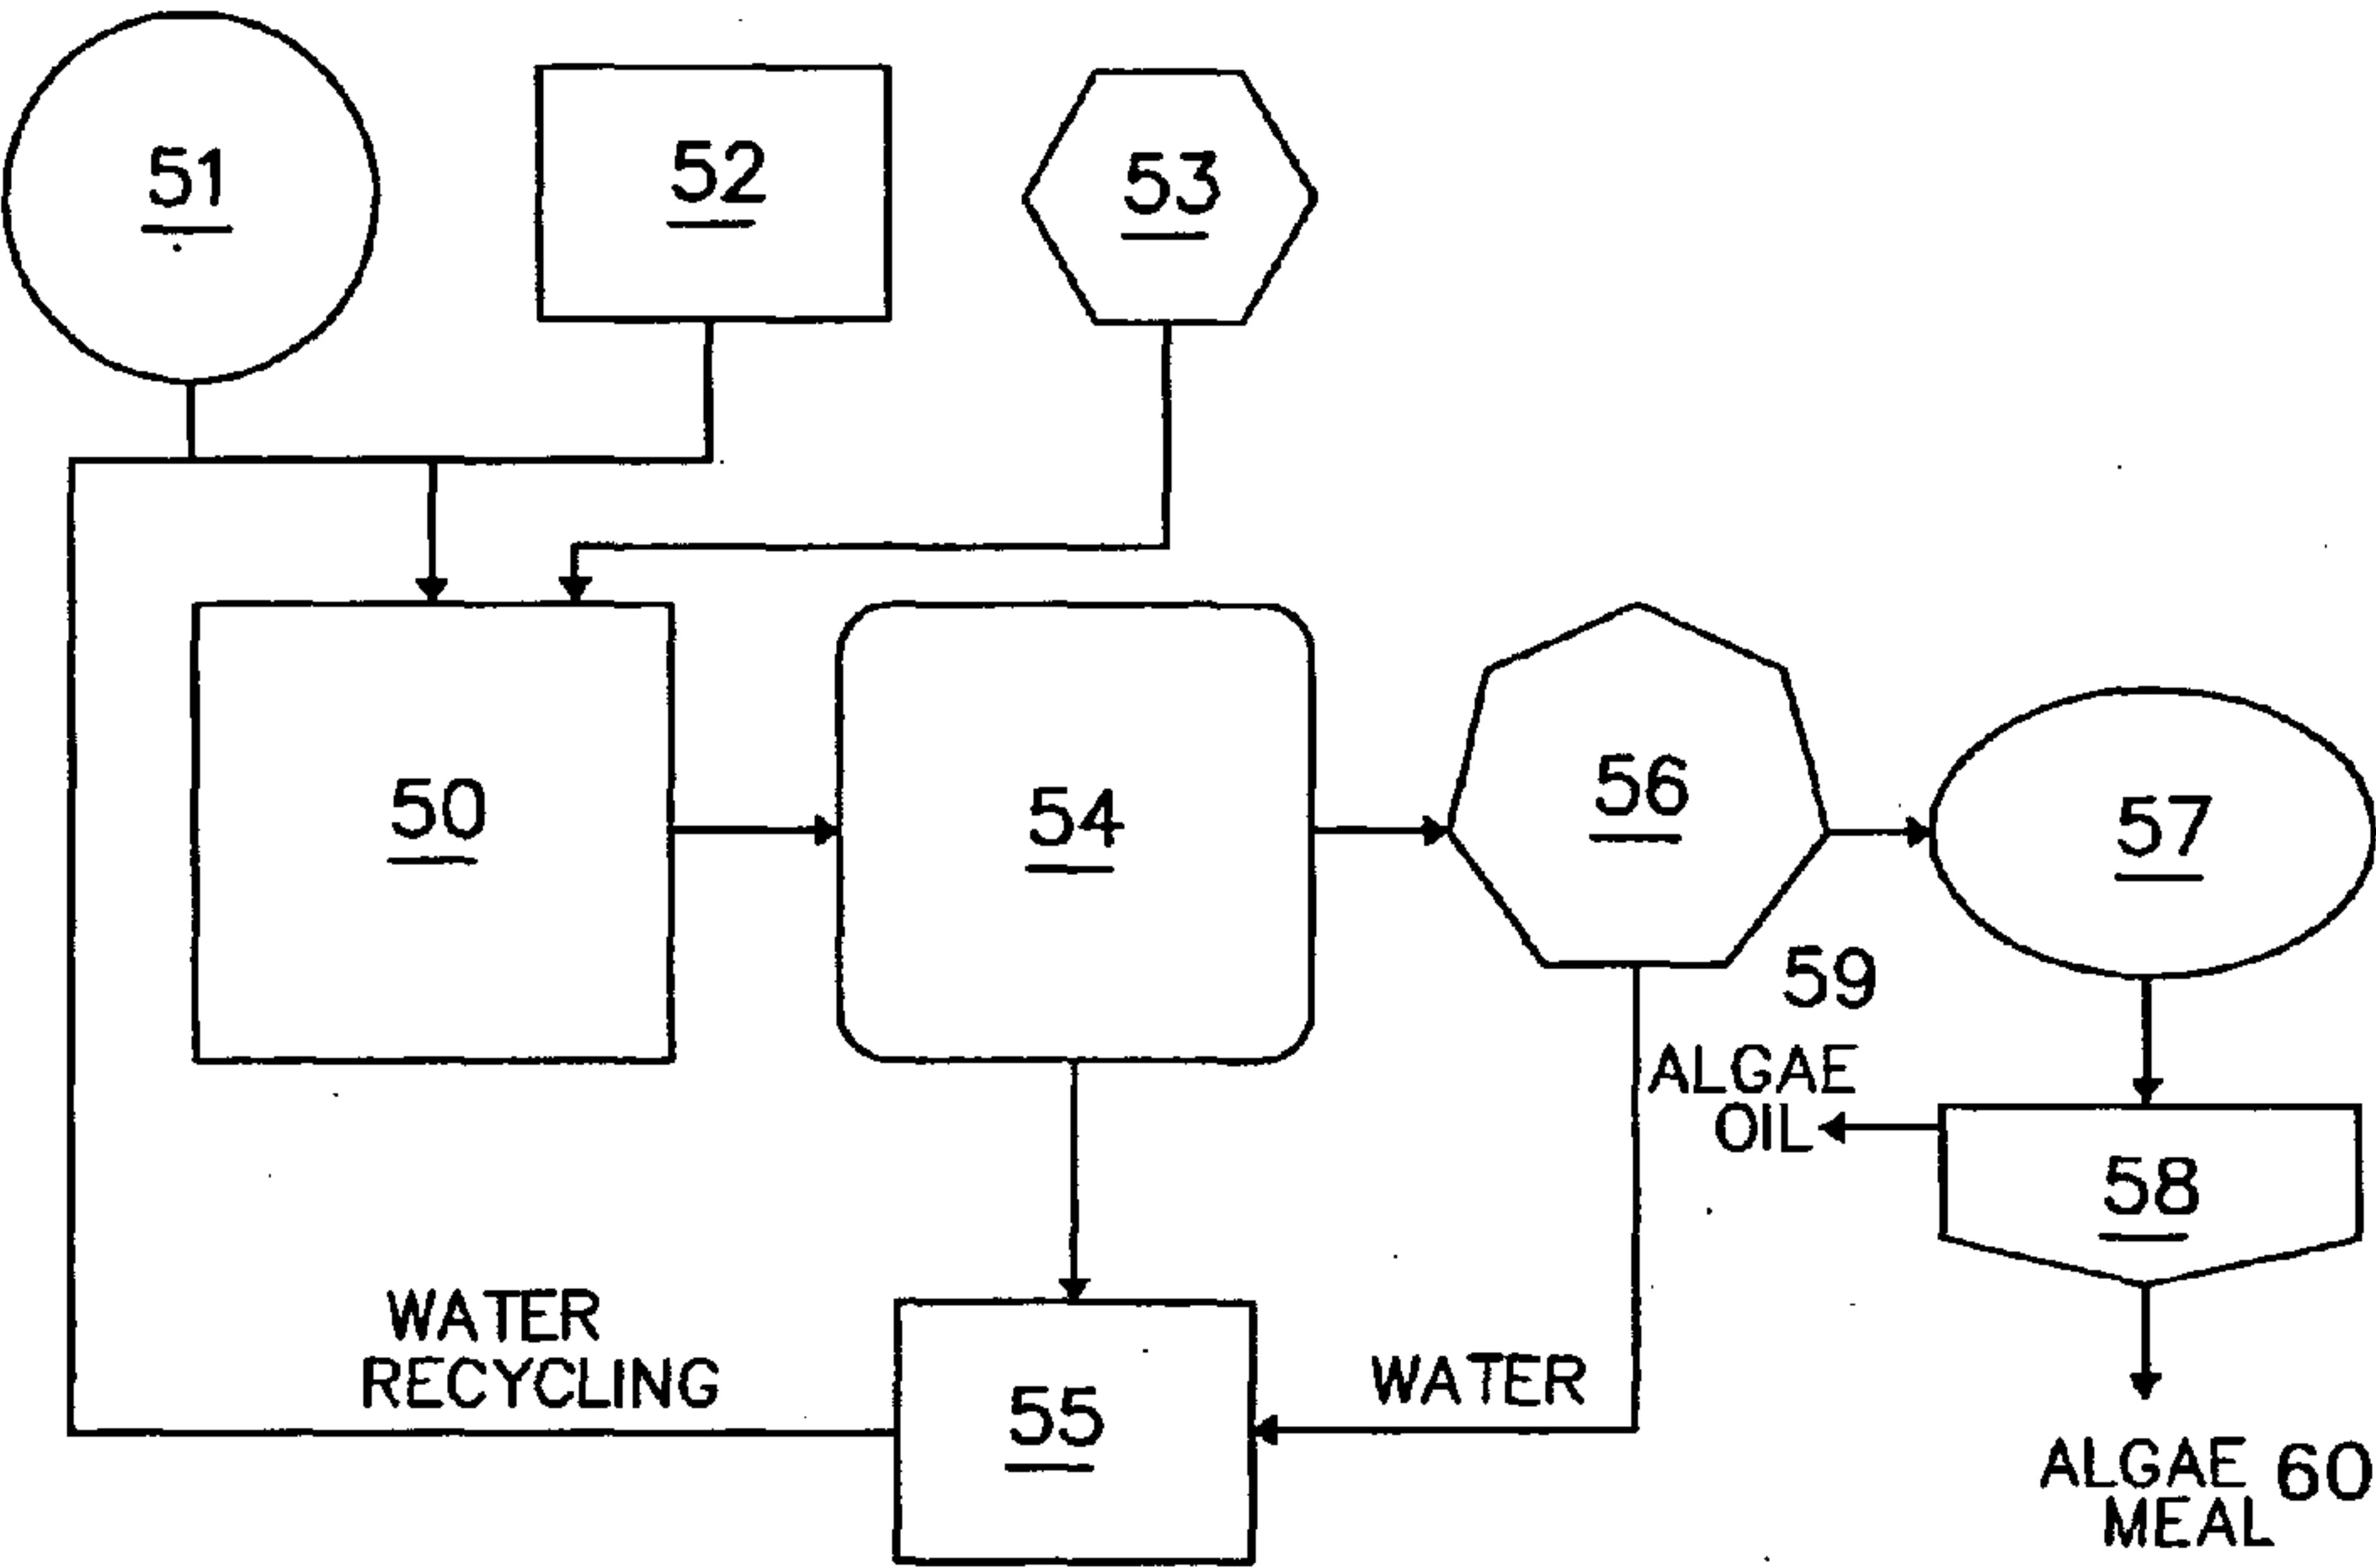 51
52
53
50
54
56
57
59
ALGAE
OIL
58
WATER
RECYCLING
WATER
55
ALGAE 60
MEAL